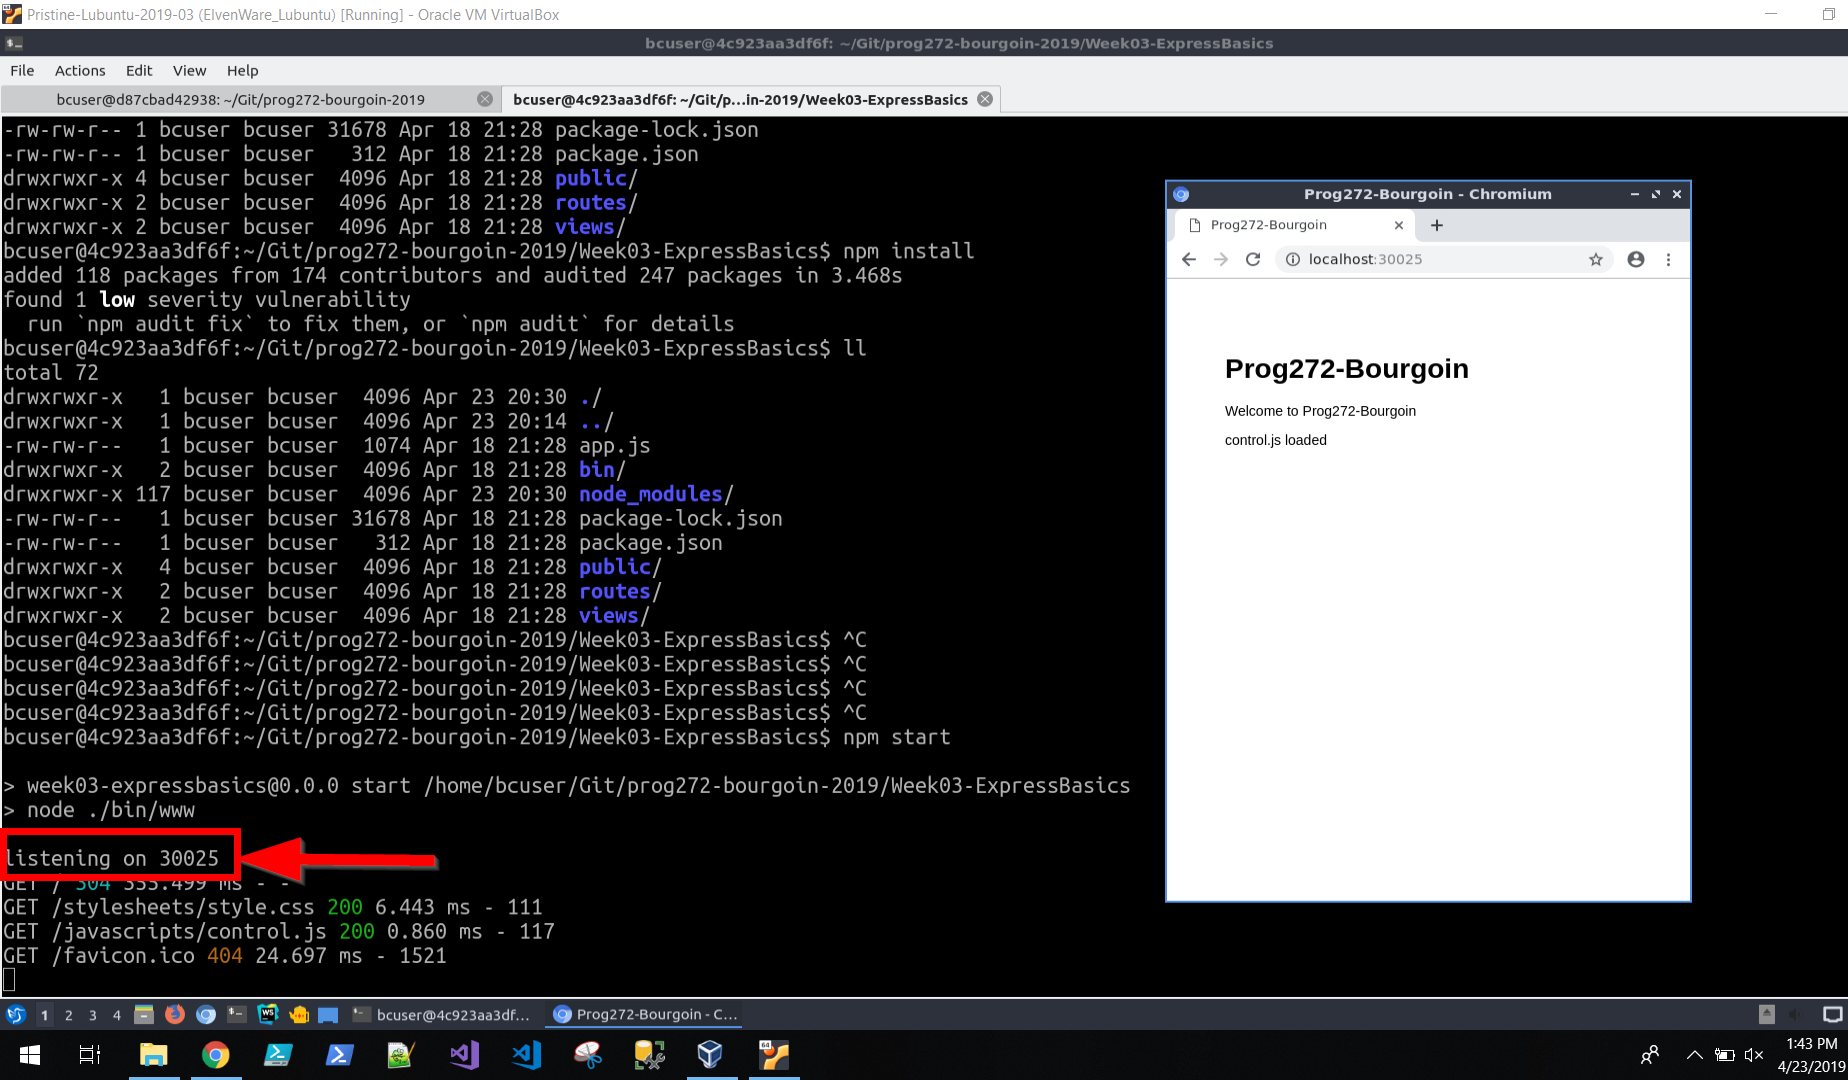 Pristine-Lubuntu-2019-03 (ElvenWare_Lubuntu) [Running] - Oracle VM VirtualBox
bcuser@4c923aa3df6f: ~/Git/prog272-bourgoin-2019/Week03-ExpressBasics
File Actions Edit View Help
bcuser@d87cbad42938: ~/Git/prog272-bourgoin-2019
bcuser@4c923aa3df6f: ~/Git/p...in-2019/Week03-ExpressBasics
-rw-rw-r-- 1 bcuser bcuser 31678 Apr 18 21:28 package-lock.json
-rw-rw-r-- 1 bcuser bcuser   312 Apr 18 21:28 package.json
drwxrwxr-x 4 bcuser bcuser  4096 Apr 18 21:28 public/
drwxrwxr-x 2 bcuser bcuser  4096 Apr 18 21:28 routes/
drwxrwxr-x 2 bcuser bcuser  4096 Apr 18 21:28 views/
bcuser@4c923aa3df6f:~/Git/prog272-bourgoin-2019/Week03-ExpressBasics$ npm install
added 118 packages from 174 contributors and audited 247 packages in 3.468s
found 1 low severity vulnerability
  run `npm audit fix` to fix them, or `npm audit` for details
bcuser@4c923aa3df6f:~/Git/prog272-bourgoin-2019/Week03-ExpressBasics$ ll
total 72
drwxrwxr-x   1 bcuser bcuser  4096 Apr 23 20:30 ./
drwxrwxr-x   1 bcuser bcuser  4096 Apr 23 20:14 ../
-rw-rw-r--   1 bcuser bcuser  1074 Apr 18 21:28 app.js
drwxrwxr-x   2 bcuser bcuser  4096 Apr 18 21:28 bin/
drwxrwxr-x 117 bcuser bcuser  4096 Apr 23 20:30 node_modules/
-rw-rw-r--   1 bcuser bcuser 31678 Apr 18 21:28 package-lock.json
-rw-rw-r--   1 bcuser bcuser   312 Apr 18 21:28 package.json
drwxrwxr-x   4 bcuser bcuser  4096 Apr 18 21:28 public/
drwxrwxr-x   2 bcuser bcuser  4096 Apr 18 21:28 routes/
drwxrwxr-x   2 bcuser bcuser  4096 Apr 18 21:28 views/
bcuser@4c923aa3df6f:~/Git/prog272-bourgoin-2019/Week03-ExpressBasics$ ^C
bcuser@4c923aa3df6f:~/Git/prog272-bourgoin-2019/Week03-ExpressBasics$ ^C
bcuser@4c923aa3df6f:~/Git/prog272-bourgoin-2019/Week03-ExpressBasics$ ^C
bcuser@4c923aa3df6f:~/Git/prog272-bourgoin-2019/Week03-ExpressBasics$ ^C
bcuser@4c923aa3df6f:~/Git/prog272-bourgoin-2019/Week03-ExpressBasics$ npm start
> week03-expressbasics@0.0.0 start /home/bcuser/Git/prog272-bourgoin-2019/Week03-ExpressBasics
> node ./bin/www
listening on 30025
GET / 304 355.499 ms - -
GET /stylesheets/style.css 200 6.443 ms - 111
GET /javascripts/control.js 200 0.860 ms - 117
GET /favicon.ico 404 24.697 ms - 1521
Prog272-Bourgoin - Chromium
Prog272-Bourgoin
localhost:30025
Prog272-Bourgoin
Welcome to Prog272-Bourgoin
control.js loaded
1 2 3 4
bcuser@4c923aa3df...
Prog272-Bourgoin - C...
1:43 PM
4/23/2019